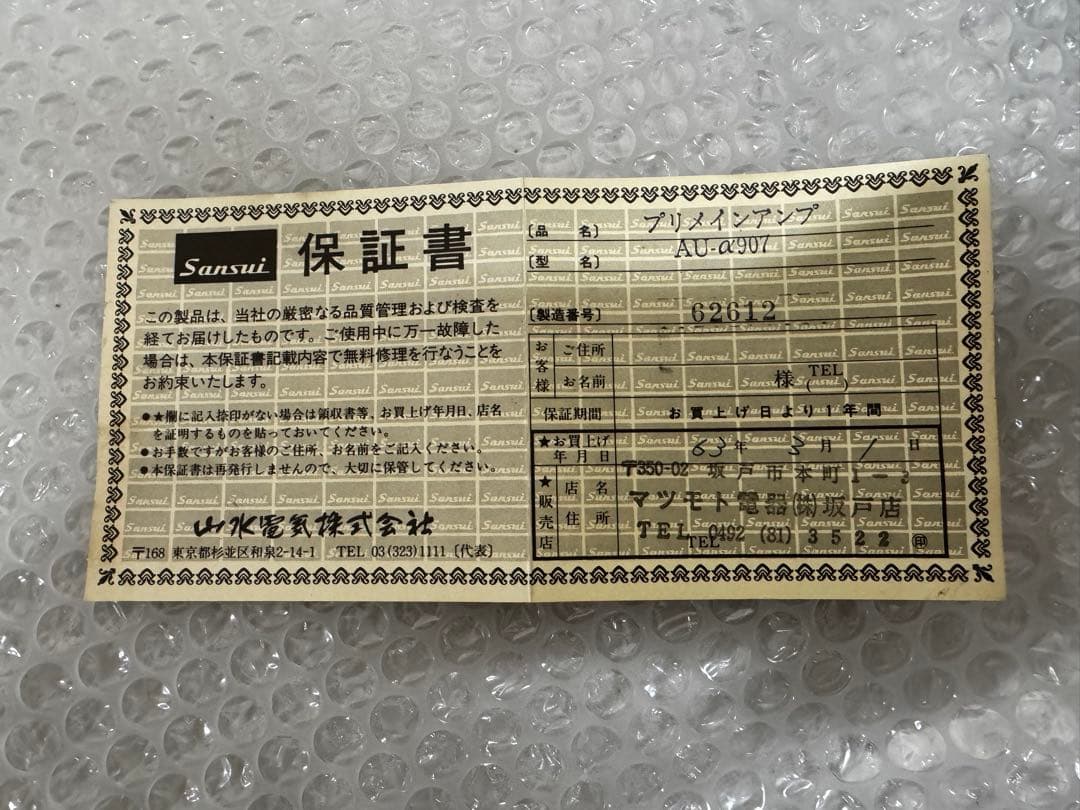 Sansui 保証書
この製品は、当社の厳密なる品質管理および検査を
経てお届けしたものです。ご使用中に万一故障した
場合は、本保証書記載内容で無料修理を行なうことを
お約束いたします。
●★欄に記入捺印がない場合は領収書等、お買上げ年月日、店名
を証明するものを貼っておいてください。
●お手数ですがお客様のご住所、お名前をご記入ください。
●本保証書は再発行しませんので、大切に保管してください。
山水電気株式会社
〒168 東京都杉並区和泉2-14-1 TEL 03(323)1111〔代表〕
〔品 名〕 プリメインアンプ
〔型 名〕 AU-α907
〔製造番号〕 62612
お客様
ご住所
お名前 様 TEL ( )
保証期間 お買上げ日より1年間
★お買上げ年月日 63年 3月 1日
★販売店
店名
住所
〒350-02 坂戸市本町1-3
マツモト電器㈱坂戸店
TEL 0492 (81) 3522
TEL ㊞